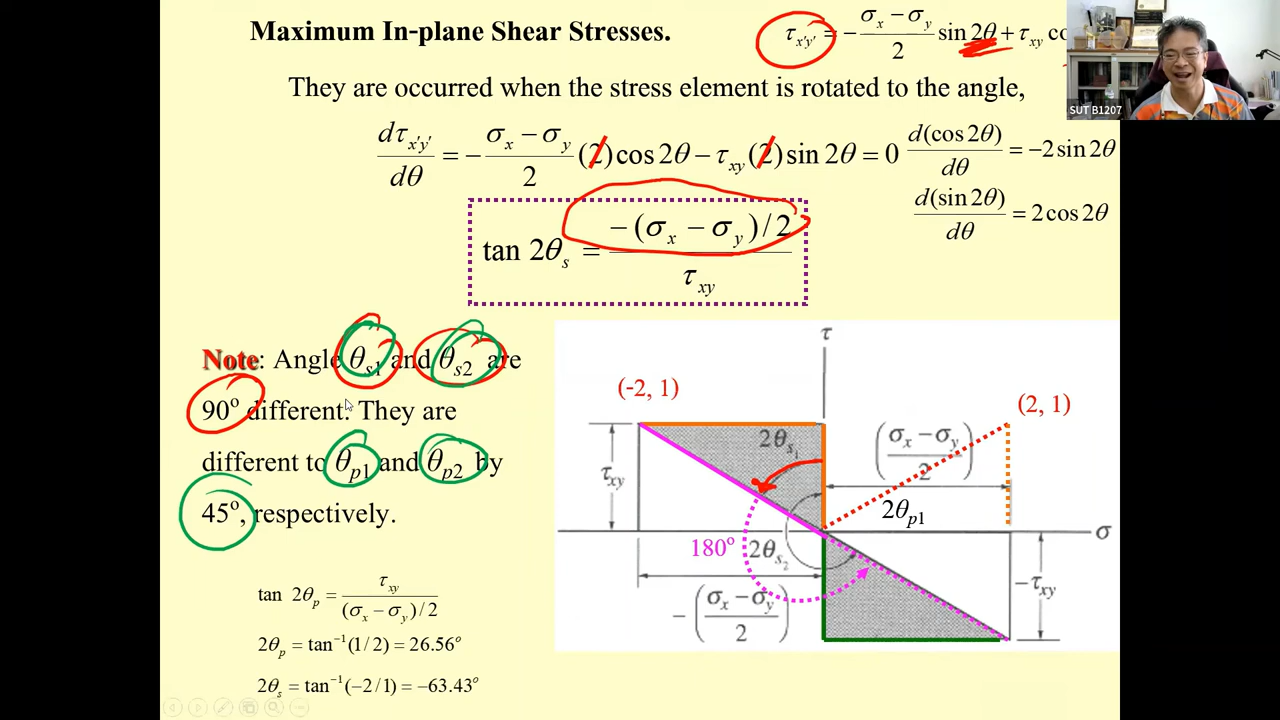 Maximum In-plane Shear Stresses.
τx'y' = − (σx − σy)/2 sin 2θ + τxy co
They are occurred when the stress element is rotated to the angle,
SUT B1207
dτx'y'/dθ = − (σx − σy)/2 (2)cos 2θ − τxy (2)sin 2θ = 0
d(cos 2θ)/dθ = −2 sin 2θ
d(sin 2θ)/dθ = 2 cos 2θ
tan 2θs = −(σx − σy)/2 / τxy
Note: Angle θs1 and θs2 are
90° different. They are
different to θp1 and θp2 by
45°, respectively.
tan 2θp = τxy / (σx − σy)/2
2θp = tan⁻¹(1/2) = 26.56°
2θs = tan⁻¹(−2/1) = −63.43°
τ
(-2, 1)
(2, 1)
2θs1
((σx − σy)/2)
τxy
2θp1
σ
180°
2θs2
−((σx − σy)/2)
−τxy